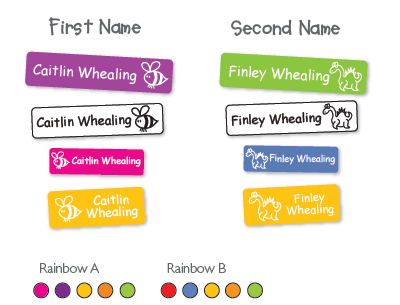 First Name
Second Name
Caitlin Whealing
Finley Whealing
Caitlin Whealing
Finley Whealing
Caitlin Whealing
Finley Whealing
Caitlin
Whealing
Finley
Whealing
Rainbow A
Rainbow B